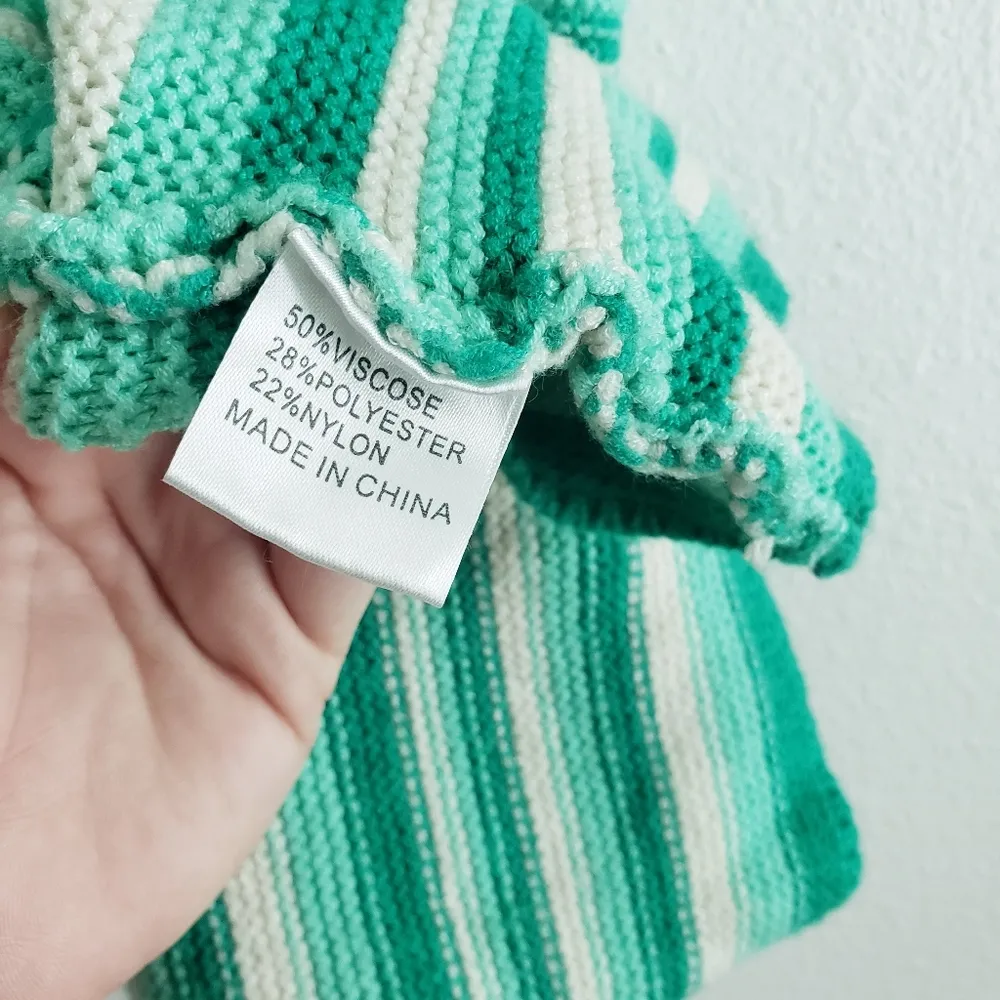 50%VISCOSE
28%POLYESTER
22%NYLON
MADE IN CHINA